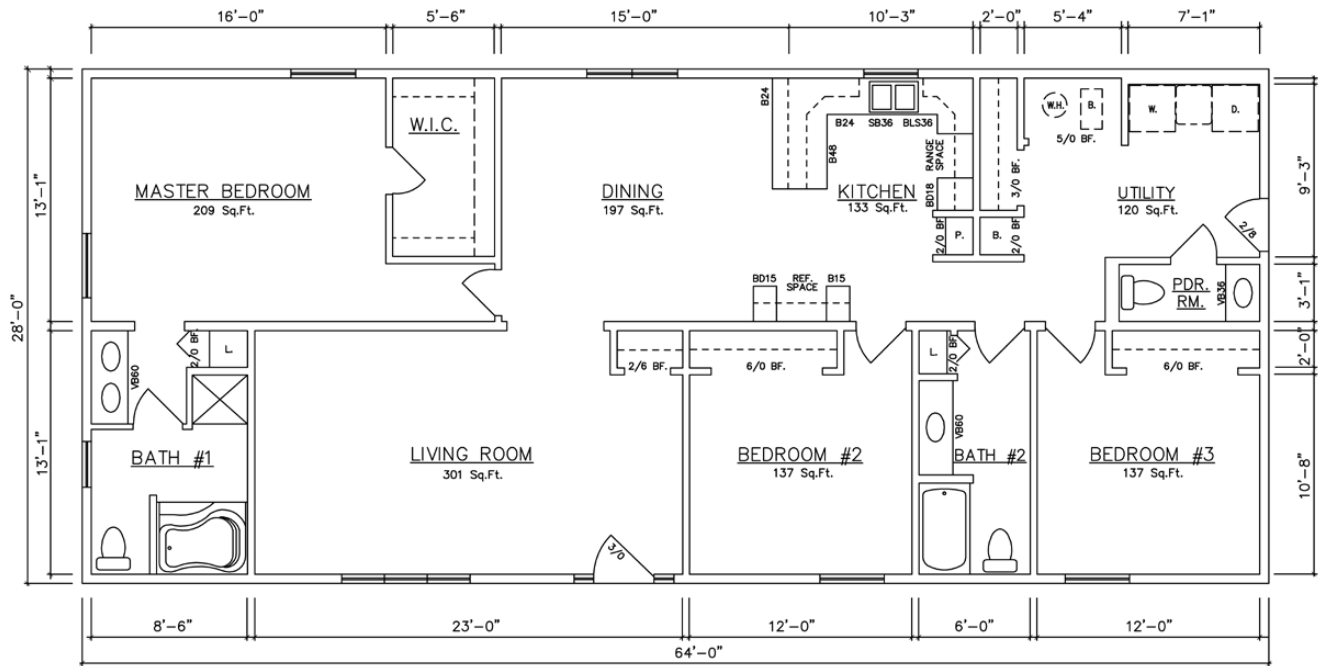 16'-0"
5'-6"
15'-0"
10'-3"
2'-0"
5'-4"
7'-1"
28'-0"
13'-1"
13'-1"
MASTER BEDROOM
209 Sq.Ft.
W.I.C.
DINING
197 Sq.Ft.
B24
B24
SB36
BLS36
B48
RANGE SPACE
BD18
KITCHEN
133 Sq.Ft.
2/0 BF.
P.
B.
2/0 BF.
3/0 BF.
W.H.
B.
5/0 BF.
W.
D.
UTILITY
120 Sq.Ft.
2/8
9'-3"
3'-1"
2'-0"
10'-8"
PDR.
RM.
VB36
BD15
REF.
SPACE
B15
VB60
2/0 BF.
L.
BATH #1
LIVING ROOM
301 Sq.Ft.
2/6 BF.
3/0
6/0 BF.
BEDROOM #2
137 Sq.Ft.
L.
2/0 BF.
VB60
BATH #2
6/0 BF.
BEDROOM #3
137 Sq.Ft.
8'-6"
23'-0"
12'-0"
6'-0"
12'-0"
64'-0"